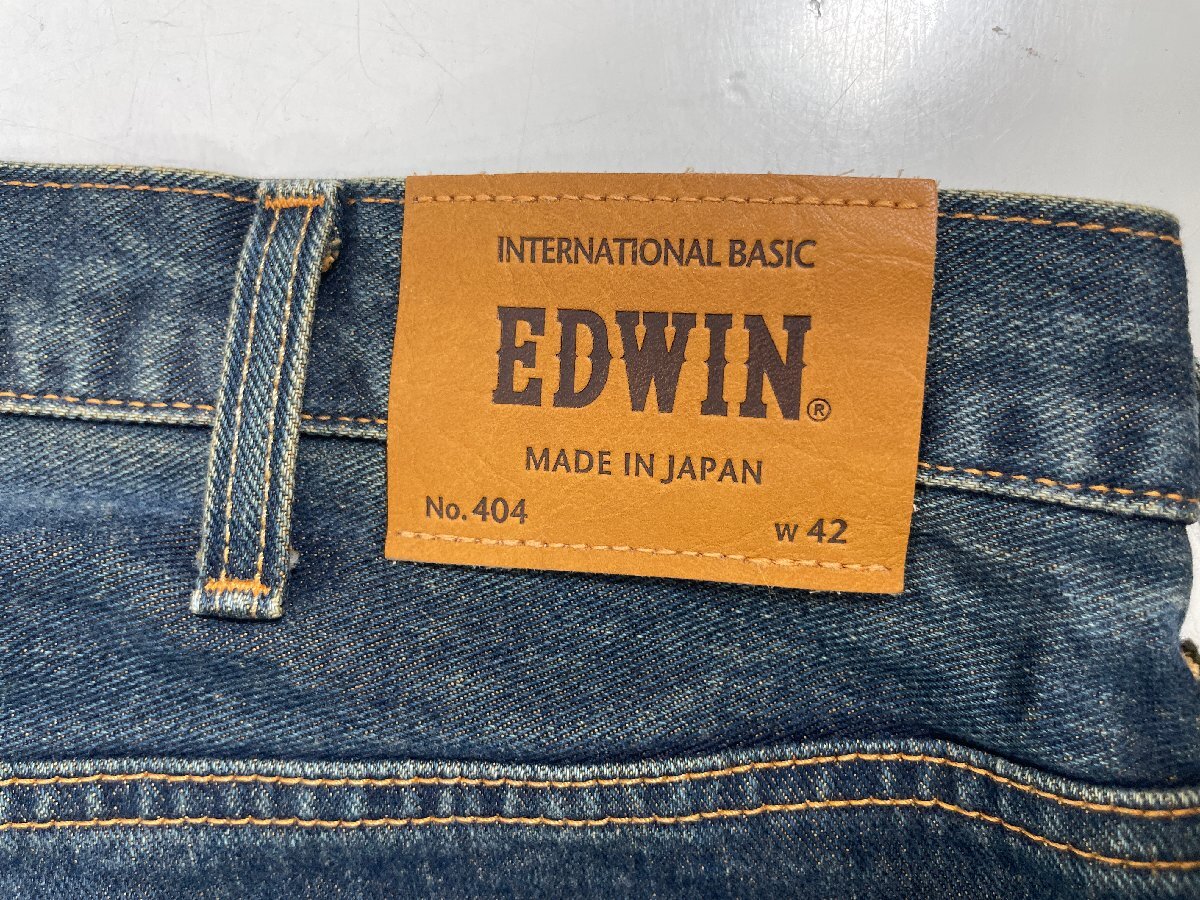 INTERNATIONAL BASIC
EDWIN®
MADE IN JAPAN
No. 404 W 42